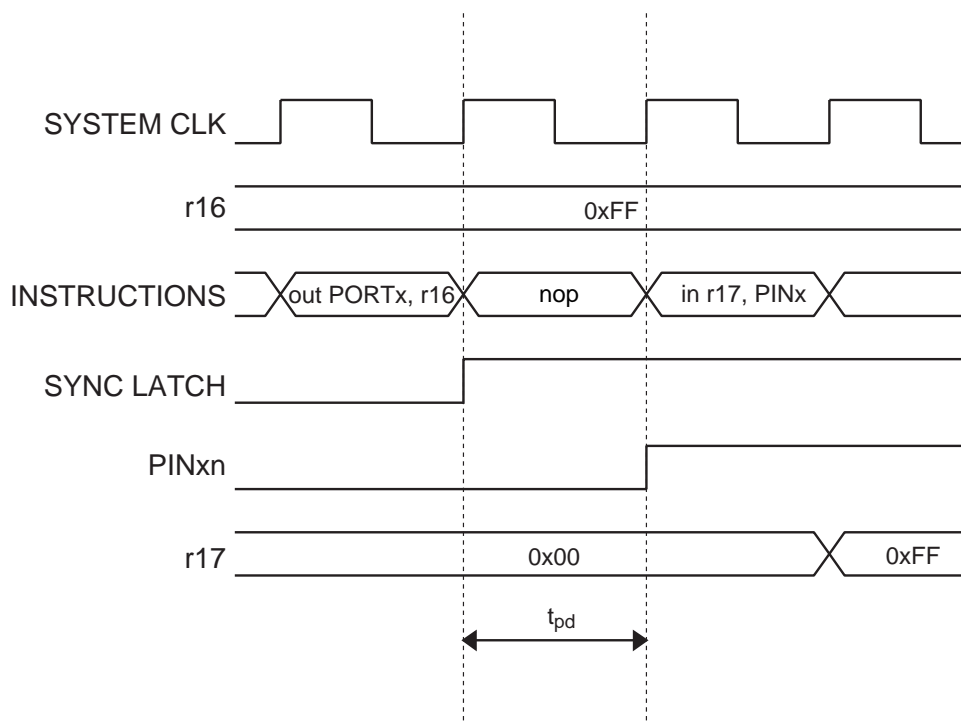 SYSTEM CLK
r16
0xFF
INSTRUCTIONS
out PORTx, r16
nop
in r17, PINx
SYNC LATCH
PINxn
r17
0x00
0xFF
tpd